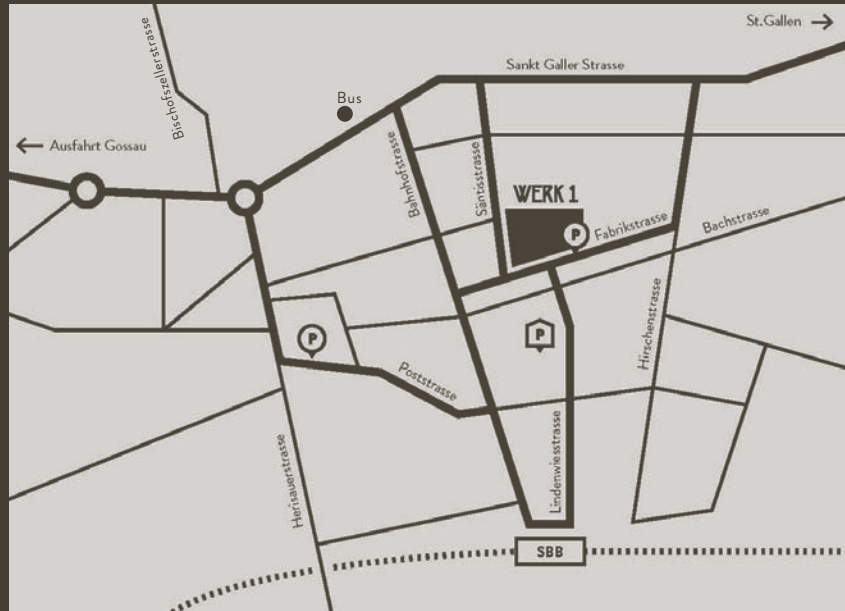 St.Gallen
Sankt Galler Strasse
Bischofszellerstrasse
Bus
Ausfahrt Gossau
Bahnhofstrasse
Säntisstrasse
WERK 1
P
Fabrikstrasse
Bachstrasse
Hirschenstrasse
P
P
Poststrasse
Lindenwiesstrasse
Herisauerstrasse
SBB